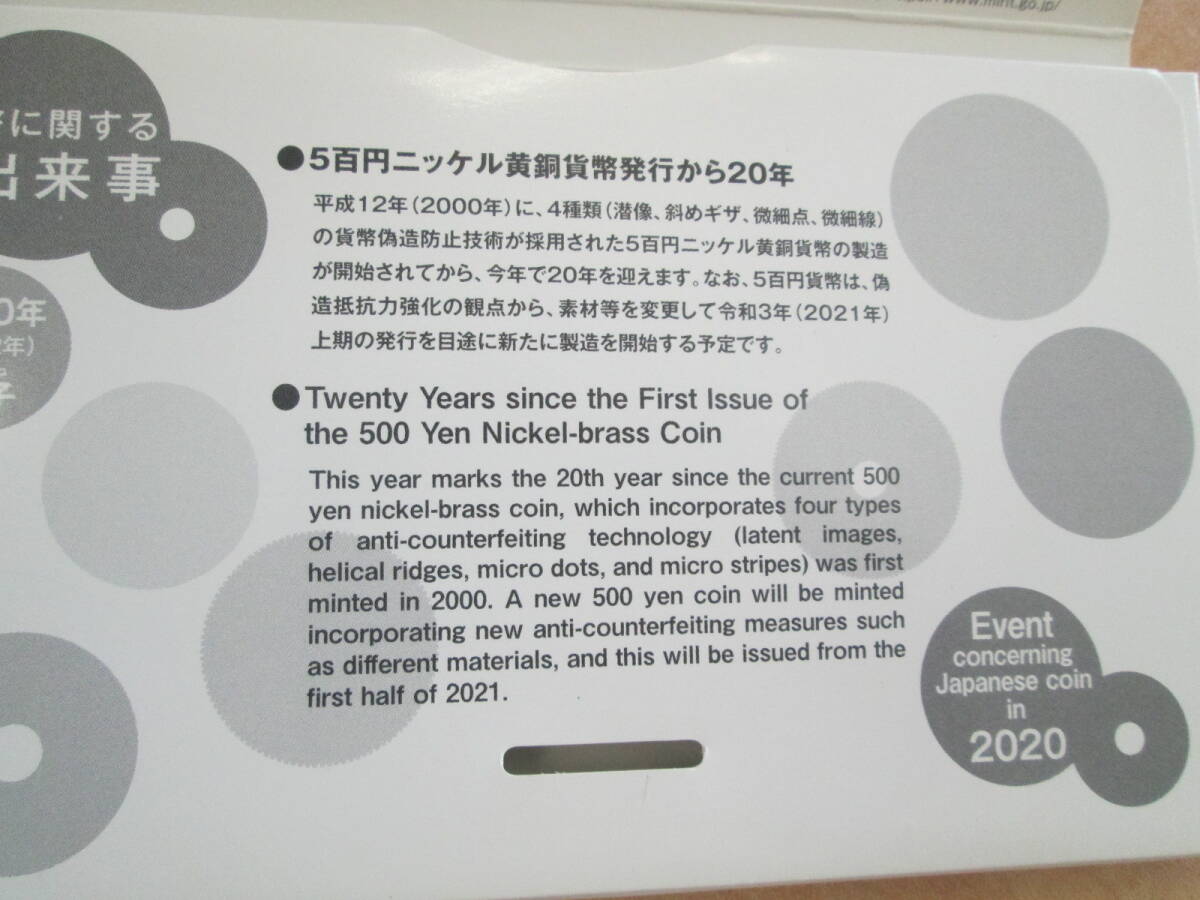 www.mint.go.jp/
に関する
出来事
0年
年)
●5百円ニッケル黄銅貨幣発行から20年
平成12年(2000年)に、4種類(潜像、斜めギザ、微細点、微細線)
の貨幣偽造防止技術が採用された5百円ニッケル黄銅貨幣の製造
が開始されてから、今年で20年を迎えます。なお、5百円貨幣は、偽
造抵抗力強化の観点から、素材等を変更して令和3年(2021年)
上期の発行を目途に新たに製造を開始する予定です。
●Twenty Years since the First Issue of
the 500 Yen Nickel-brass Coin
This year marks the 20th year since the current 500
yen nickel-brass coin, which incorporates four types
of anti-counterfeiting technology (latent images,
helical ridges, micro dots, and micro stripes) was first
minted in 2000. A new 500 yen coin will be minted
incorporating new anti-counterfeiting measures such
as different materials, and this will be issued from the
first half of 2021.
Event
concerning
Japanese coin
in
2020